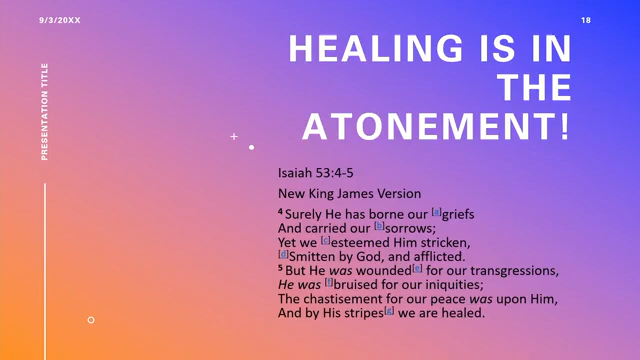 9/3/20XX
18
PRESENTATION TITLE
HEALING IS IN
THE
ATONEMENT!
Isaiah 53:4-5
New King James Version
4 Surely He has borne our [a]griefs
And carried our [b]sorrows;
Yet we [c]esteemed Him stricken,
[d]Smitten by God, and afflicted.
5 But He was wounded[e] for our transgressions,
He was [f]bruised for our iniquities;
The chastisement for our peace was upon Him,
And by His stripes[g] we are healed.